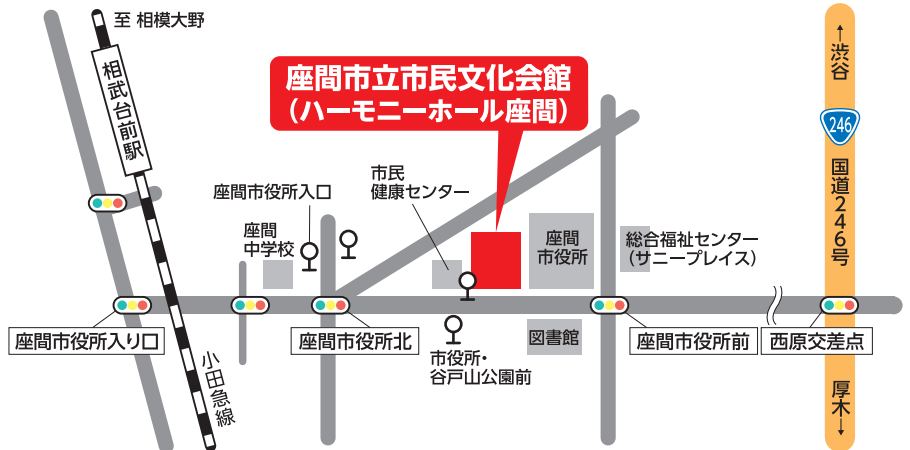 至 相模大野
相武台前駅
座間市立市民文化会館
（ハーモニーホール座間）
↑渋谷
246
国道246号
市民
健康センター
座間市役所入口
座間
中学校
座間
市役所
総合福祉センター
（サニープレイス）
座間市役所入り口
座間市役所北
座間市役所前
西原交差点
図書館
市役所・
谷戸山公園前
小田急線
厚木↓